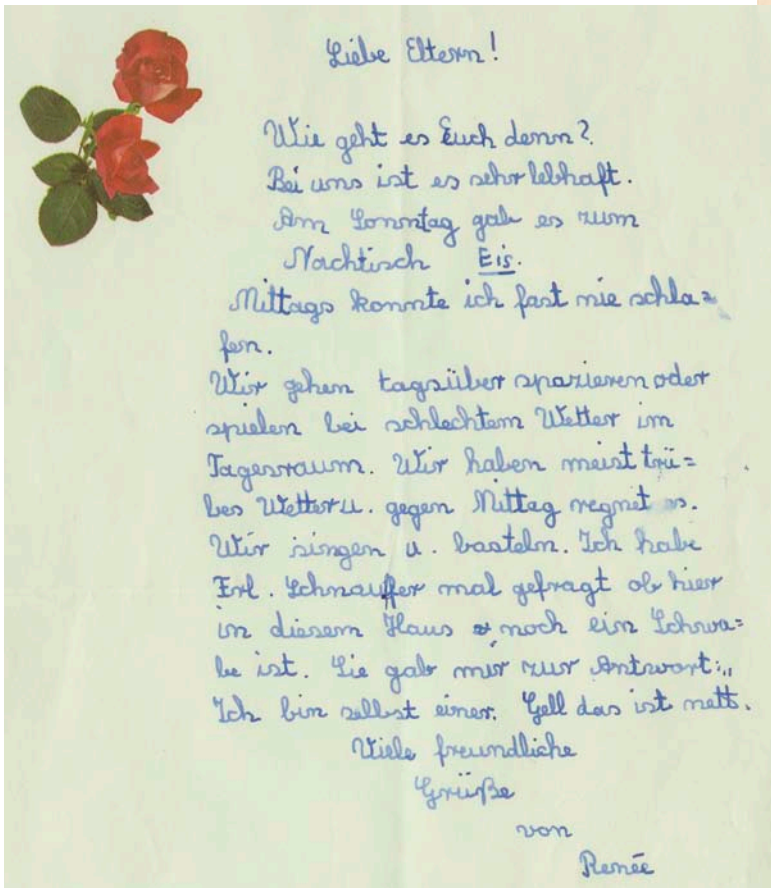 Liebe Eltern!
Wie geht es Euch denn?
Bei uns ist es sehr lebhaft.
Am Sonntag gab es zum
Nachtisch Eis.
Mittags konnte ich fast nie schla=
fen.
Wir gehen tagsüber spazieren oder
spielen bei schlechtem Wetter im
Tagesraum. Wir haben meist trü=
bes Wetter u. gegen Mittag regnet es.
Wir singen u. basteln. Ich habe
Frl. Schnauffer mal gefragt ob hier
in diesem Haus noch ein Schwa=
be ist. Sie gab mir zur Antwort:„
Ich bin selbst einer. Gell das ist nett.
Viele freundliche
Grüße
von
Renée